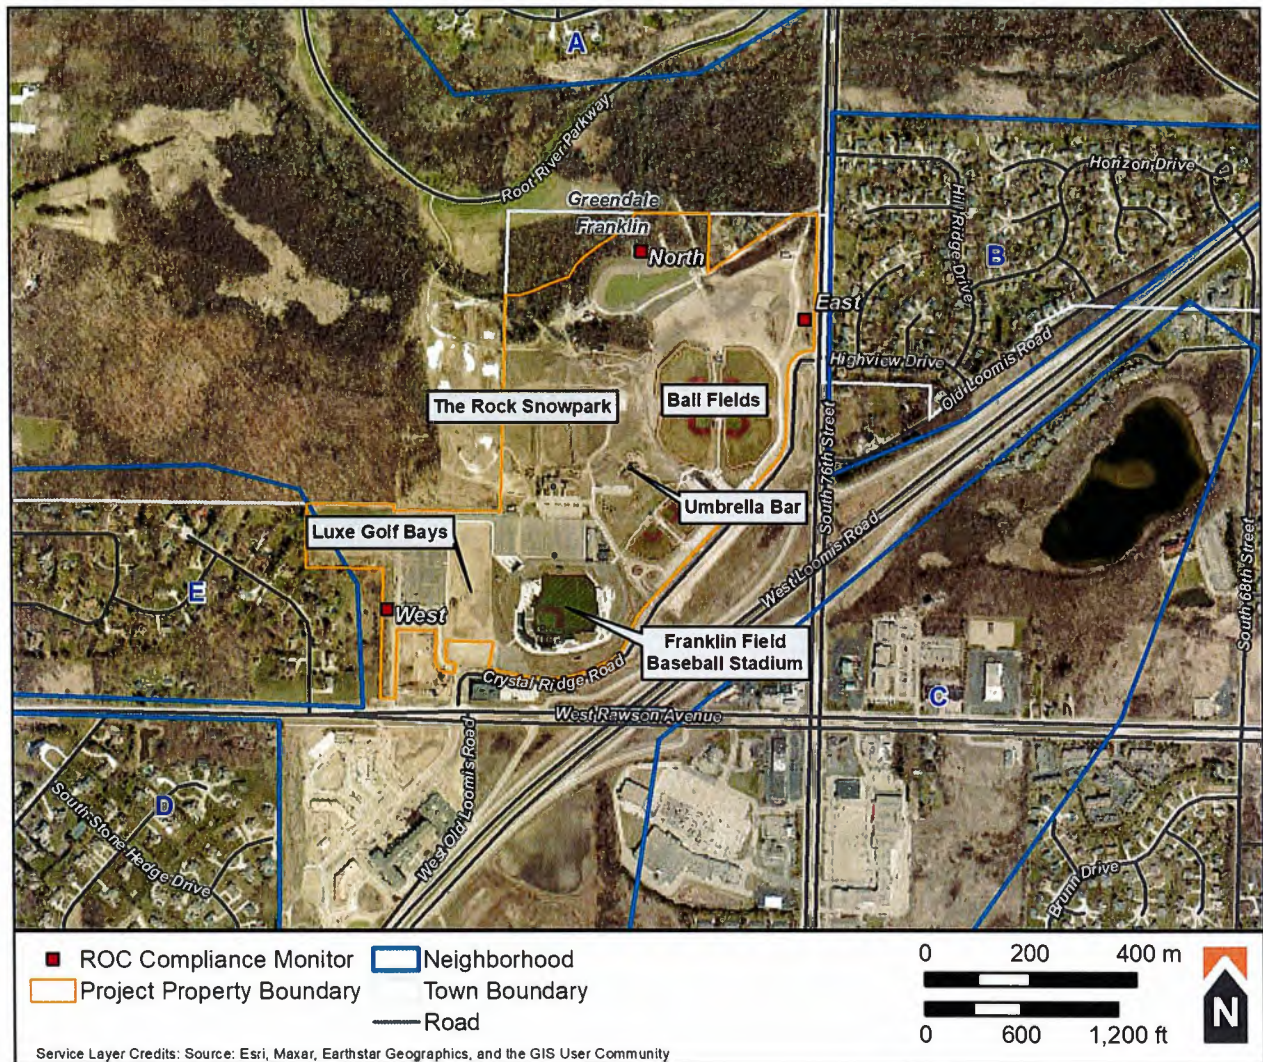 A
Root River Parkway
Horizon Drive
Greendale
Franklin
Hill Ridge Drive
B
North
East
Highview Drive
Old Loomis Road
The Rock Snowpark
Ball Fields
South 76th Street
Umbrella Bar
Luxe Golf Bays
West Loomis Road
South 68th Street
E
West
Franklin Field
Baseball Stadium
Crystal Ridge Road
C
West Rawson Avenue
D
South Stone Hedge Drive
West Old Loomis Road
Brunn Drive
ROC Compliance Monitor
Neighborhood
Project Property Boundary
Town Boundary
Road
0 200 400 m
0 600 1,200 ft
N
Service Layer Credits: Source: Esri, Maxar, Earthstar Geographics, and the GIS User Community